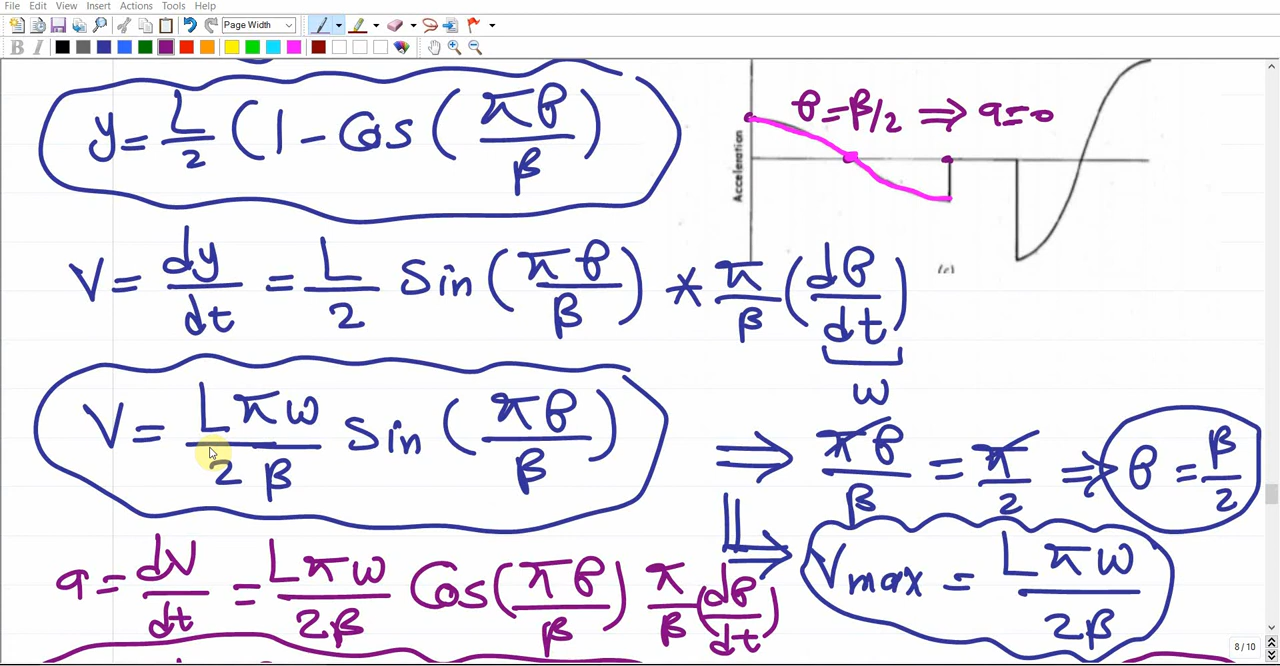 File Edit View Insert Actions Tools Help
Page Width
B I
y = L/2 (1 - Cos (πθ/β)
θ = β/2 ⇒ a = 0
Acceleration
(c)
V = dy/dt = L/2 Sin (πθ/β) * π/β (dθ/dt)
ω
V = Lπω/2β Sin (πθ/β)
⇒ πθ/β = π/2 ⇒ θ = β/2
⇒ Vmax = Lπω/2β
a = dV/dt = Lπω/2β Cos (πθ/β) π/β (dθ/dt)
8 / 10